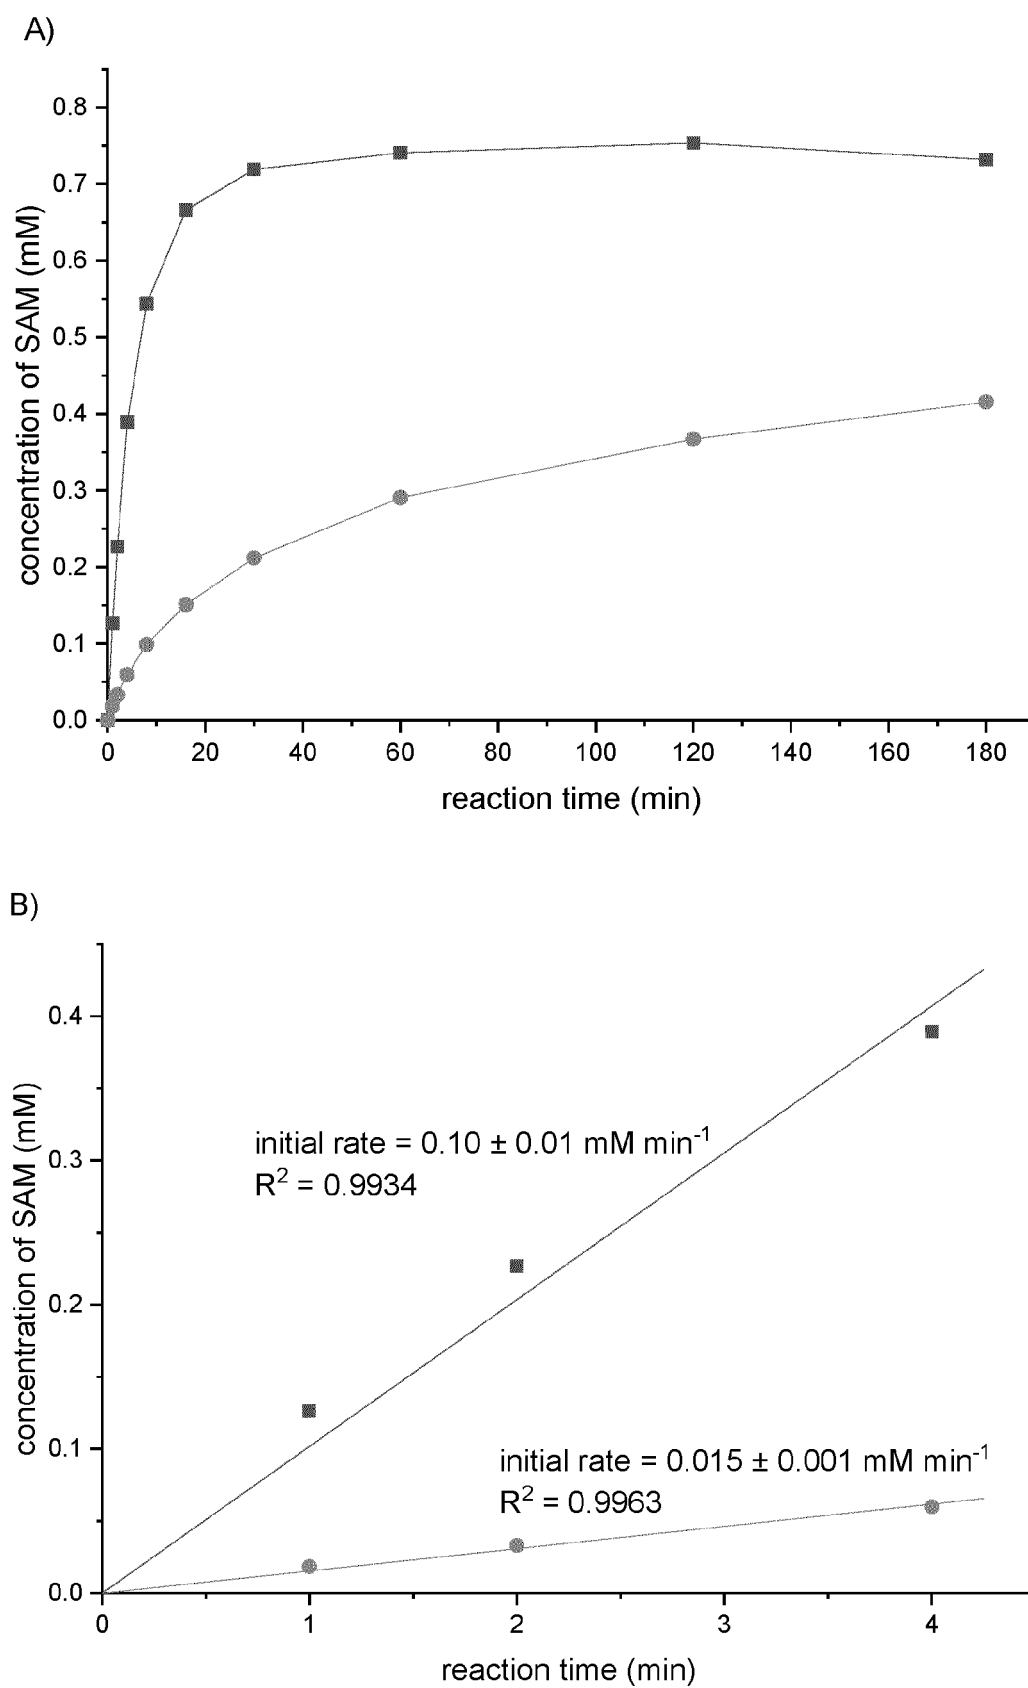 A)
0.8
0.7
0.6
0.5
0.4
0.3
0.2
0.1
0.0
concentration of SAM (mM)
0 20 40 60 80 100 120 140 160 180
reaction time (min)
B)
0.4
0.3
0.2
0.1
0.0
concentration of SAM (mM)
initial rate = 0.10 ± 0.01 mM min⁻¹
R² = 0.9934
initial rate = 0.015 ± 0.001 mM min⁻¹
R² = 0.9963
0 1 2 3 4
reaction time (min)